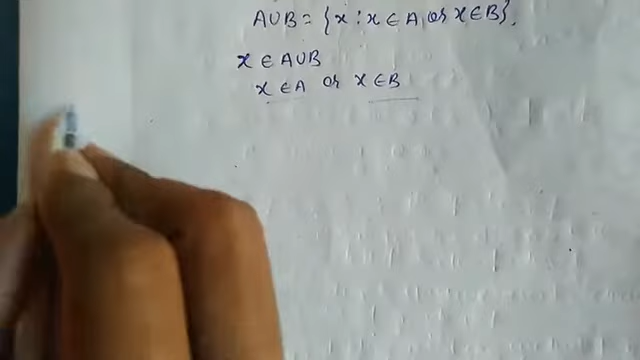 A∪B = {x : x∈A or x∈B}.
x ∈ A∪B
x ∈A or x ∈B